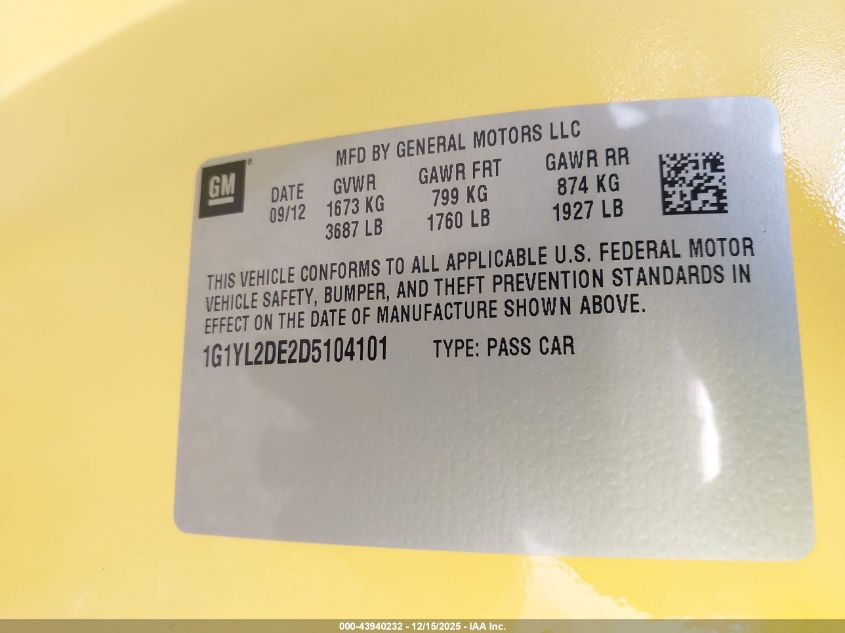 MFD BY GENERAL MOTORS LLC
GM®
DATE GVWR GAWR FRT GAWR RR
09/12 1673 KG 799 KG 874 KG
3687 LB 1760 LB 1927 LB
THIS VEHICLE CONFORMS TO ALL APPLICABLE U.S. FEDERAL MOTOR
VEHICLE SAFETY, BUMPER, AND THEFT PREVENTION STANDARDS IN
EFFECT ON THE DATE OF MANUFACTURE SHOWN ABOVE.
1G1YL2DE2D5104101 TYPE: PASS CAR
000-43940232 - 12/15/2025 - IAA Inc.